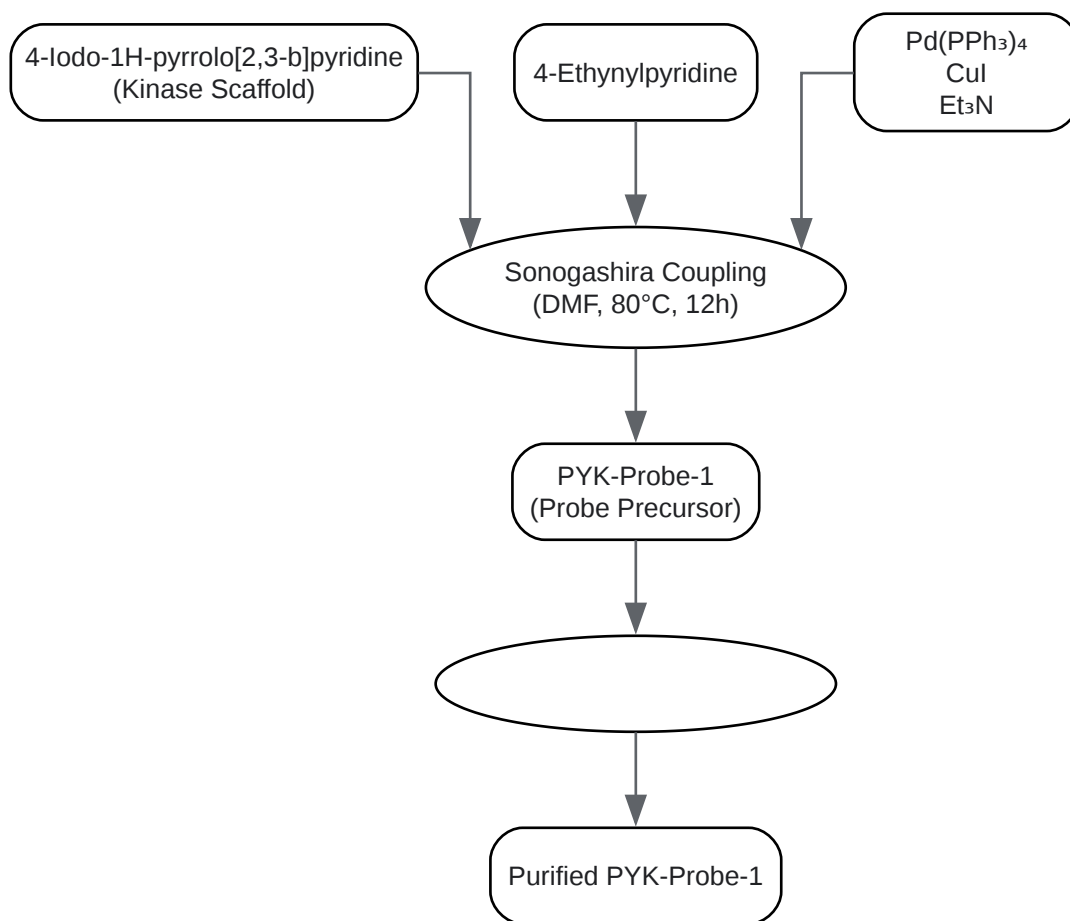 4-Iodo-1H-pyrrolo[2,3-b]pyridine
(Kinase Scaffold)
4-Ethynylpyridine
Pd(PPh₃)₄
CuI
Et₃N
Sonogashira Coupling
(DMF, 80°C, 12h)
PYK-Probe-1
(Probe Precursor)
Purified PYK-Probe-1